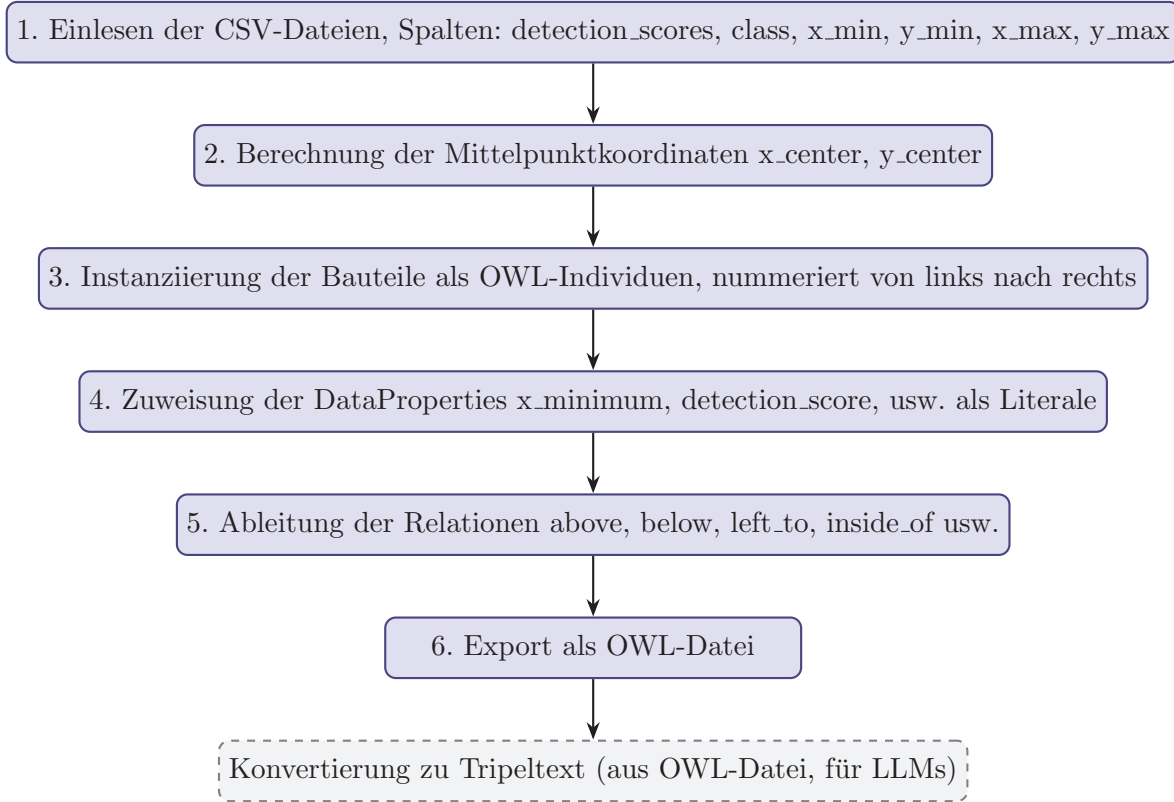 1. Einlesen der CSV-Dateien, Spalten: detection_scores, class, x_min, y_min, x_max, y_max
2. Berechnung der Mittelpunktkoordinaten x_center, y_center
3. Instanziierung der Bauteile als OWL-Individuen, nummeriert von links nach rechts
4. Zuweisung der DataProperties x_minimum, detection_score, usw. als Literale
5. Ableitung der Relationen above, below, left_to, inside_of usw.
6. Export als OWL-Datei
Konvertierung zu Tripeltext (aus OWL-Datei, für LLMs)